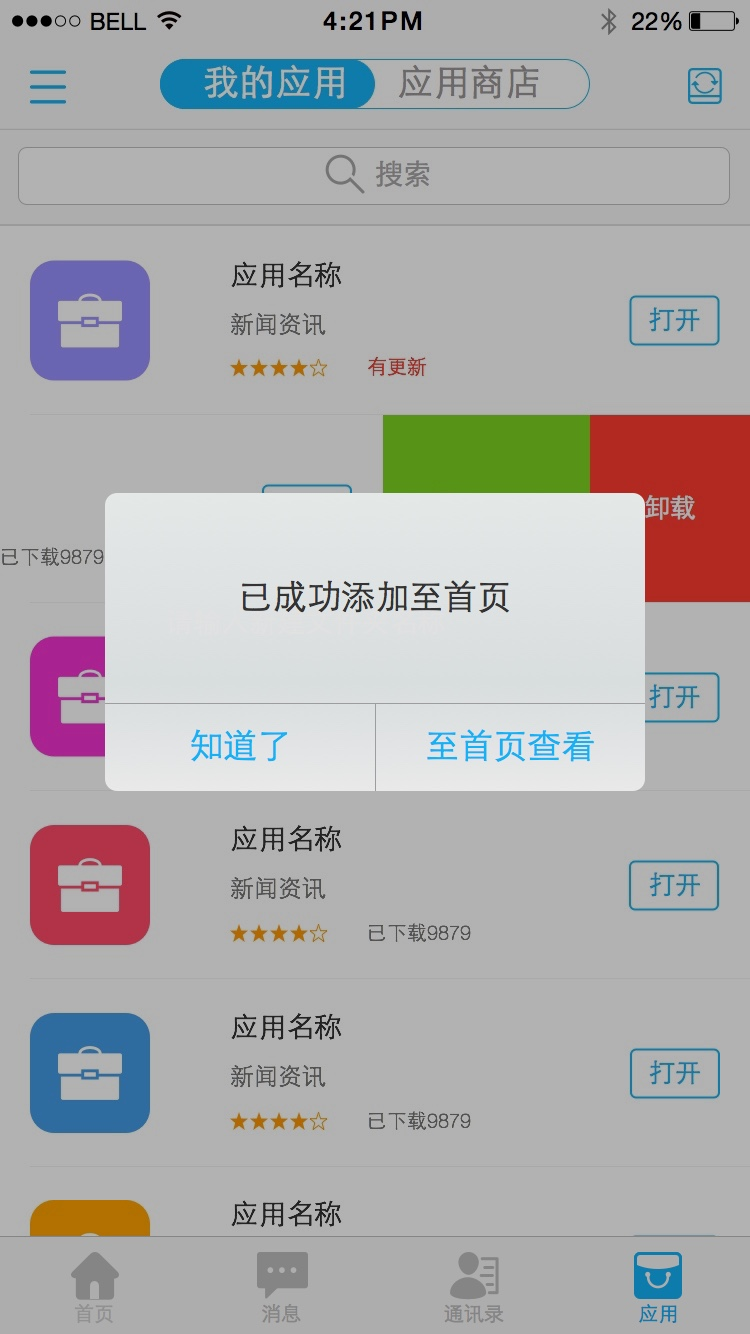 BELL 4:21PM 22%
我的应用 应用商店
搜索
应用名称
新闻资讯
打开
有更新
卸载
已下载9879
已成功添加至首页
知道了 至首页查看
打开
应用名称
新闻资讯
打开
已下载9879
应用名称
新闻资讯
打开
已下载9879
应用名称
首页 消息 通讯录 应用